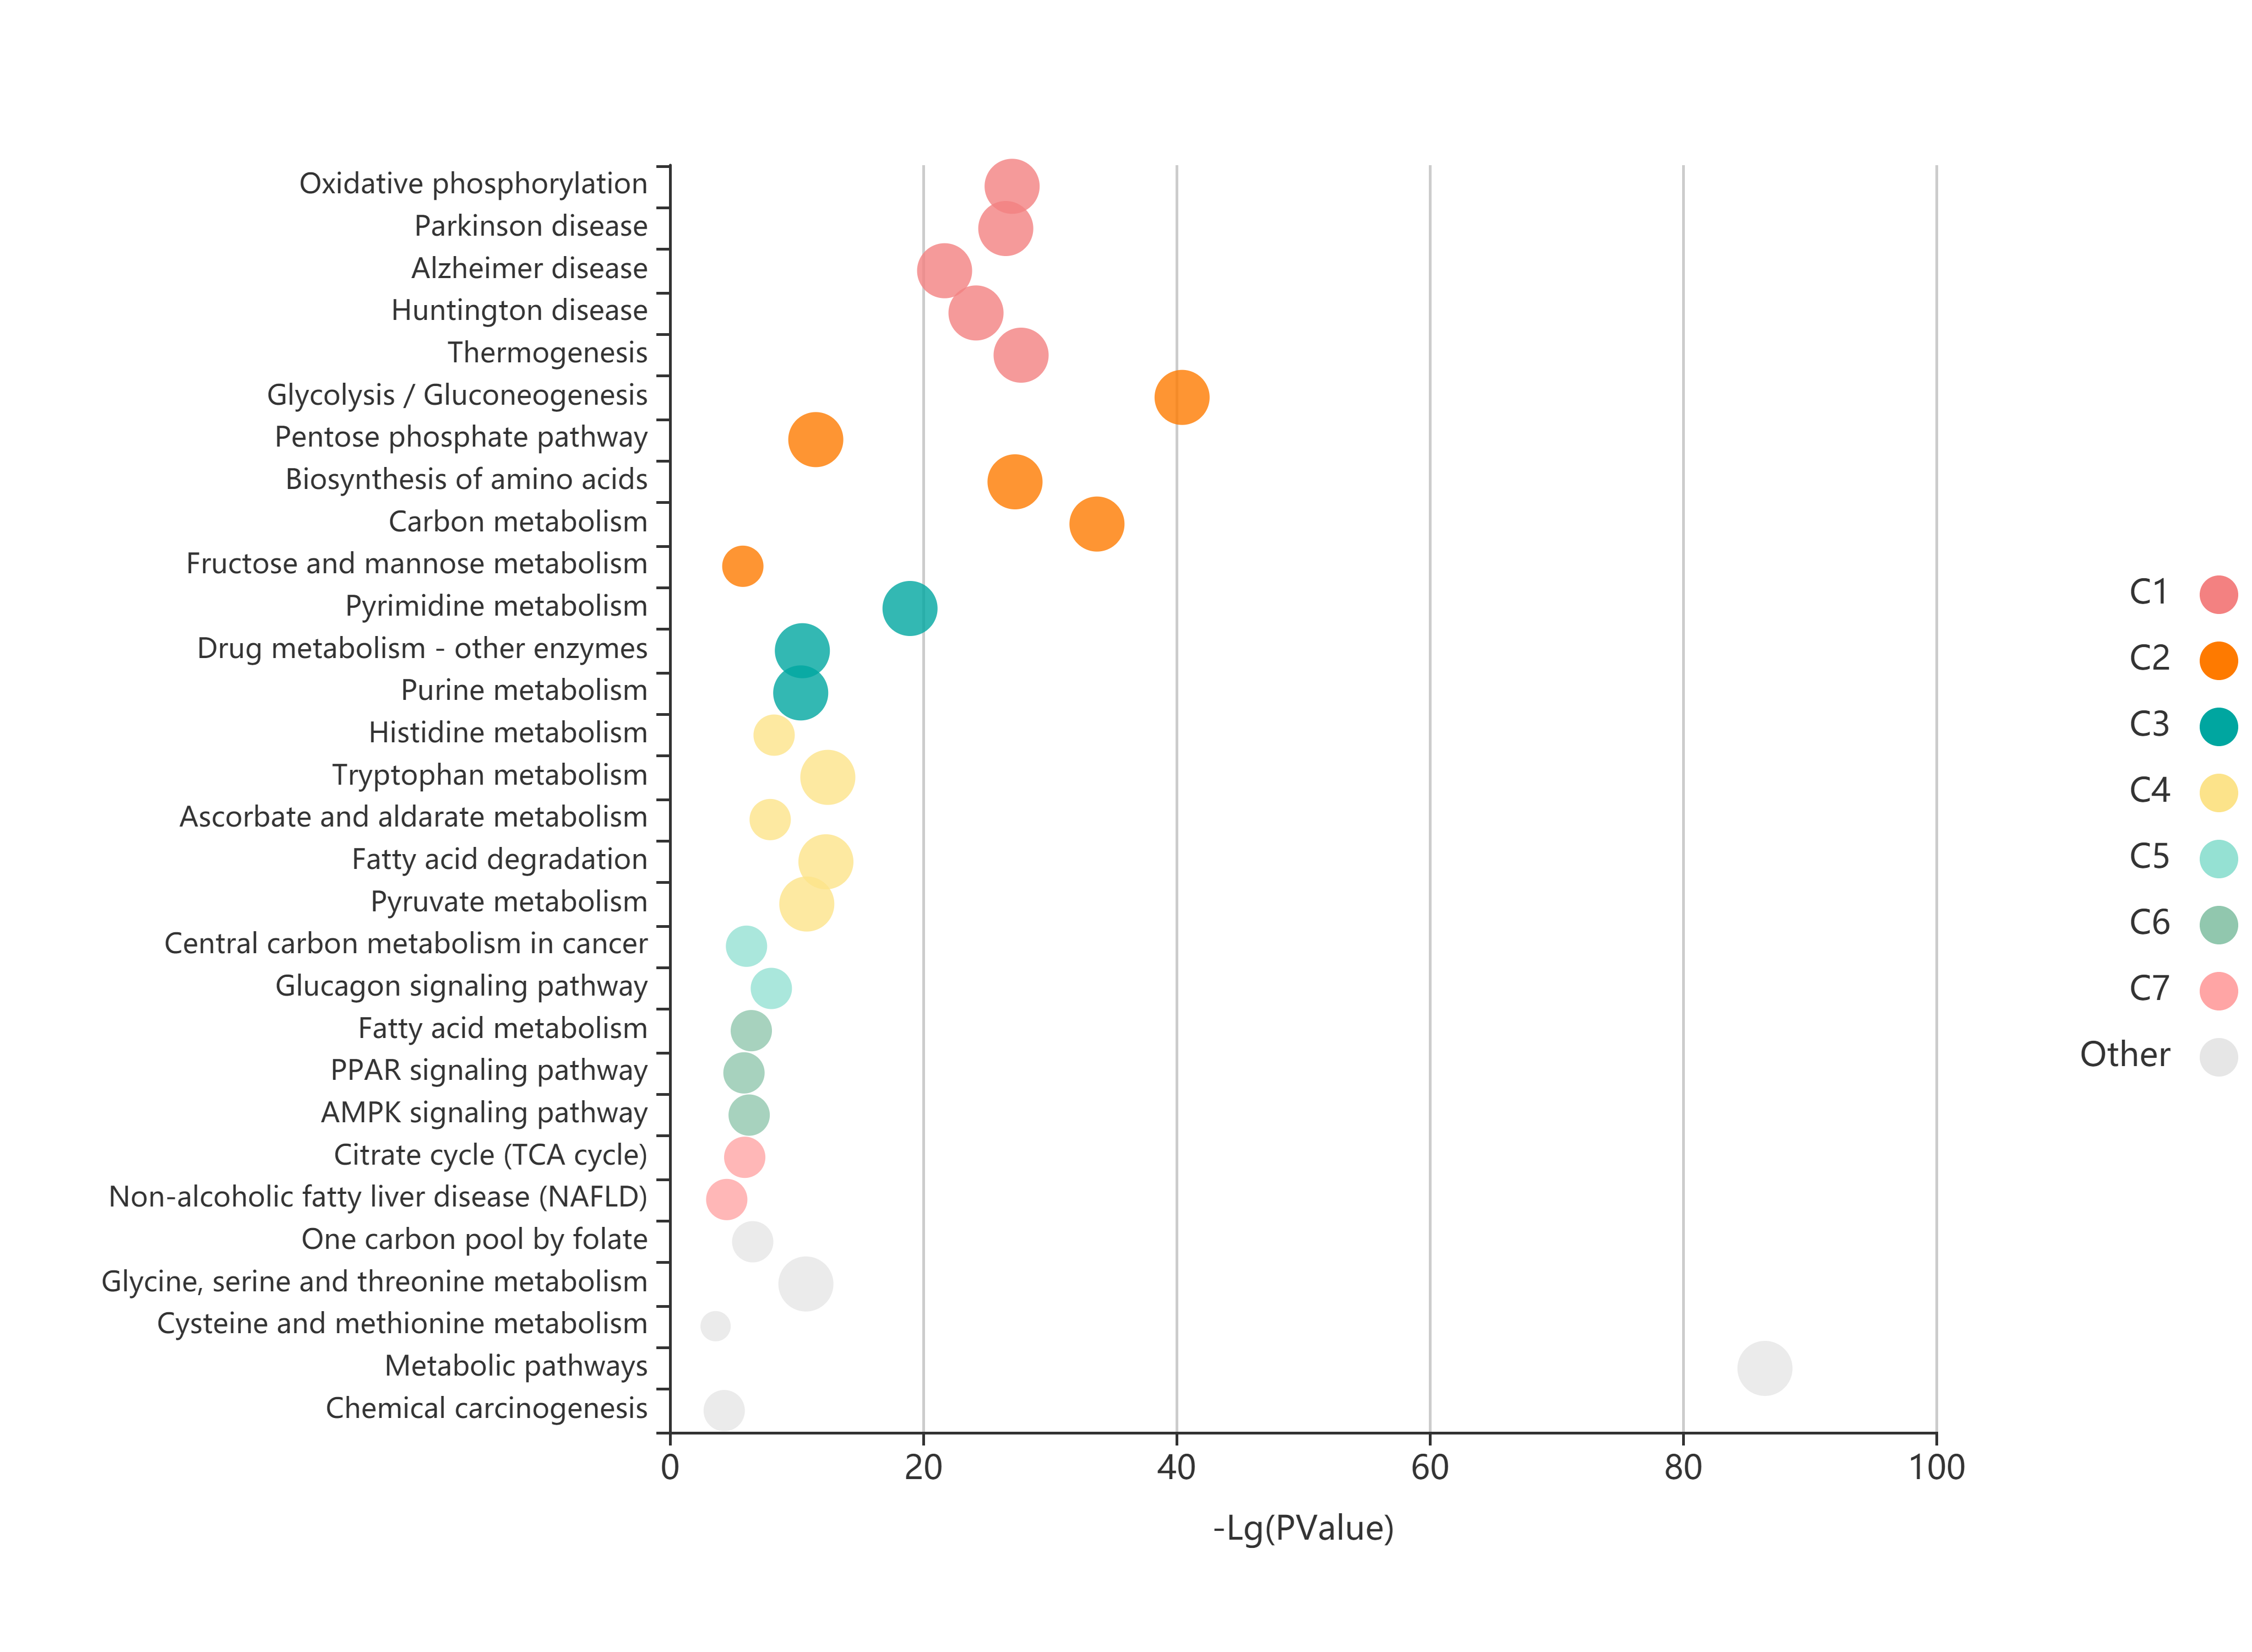 Oxidative phosphorylation
Parkinson disease
Alzheimer disease
Huntington disease
Thermogenesis
Glycolysis / Gluconeogenesis
Pentose phosphate pathway
Biosynthesis of amino acids
Carbon metabolism
Fructose and mannose metabolism
Pyrimidine metabolism
Drug metabolism - other enzymes
Purine metabolism
Histidine metabolism
Tryptophan metabolism
Ascorbate and aldarate metabolism
Fatty acid degradation
Pyruvate metabolism
Central carbon metabolism in cancer
Glucagon signaling pathway
Fatty acid metabolism
PPAR signaling pathway
AMPK signaling pathway
Citrate cycle (TCA cycle)
Non-alcoholic fatty liver disease (NAFLD)
One carbon pool by folate
Glycine, serine and threonine metabolism
Cysteine and methionine metabolism
Metabolic pathways
Chemical carcinogenesis
0 20 40 60 80 100
-Lg(PValue)
C1
C2
C3
C4
C5
C6
C7
Other